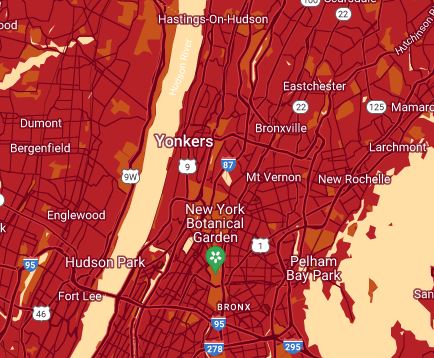 Hastings-On-Hudson
22
Hutchinson
Hudson River
Eastchester
22
125
Mamaro
Dumont
Yonkers
Bronxville
Bergenfield
Larchmont
9
87
9W
Mt Vernon
New Rochelle
Englewood
New York
Botanical
Garden
1
95
Hudson Park
Pelham
Bay Park
Fort Lee
San
46
BRONX
95
278
295